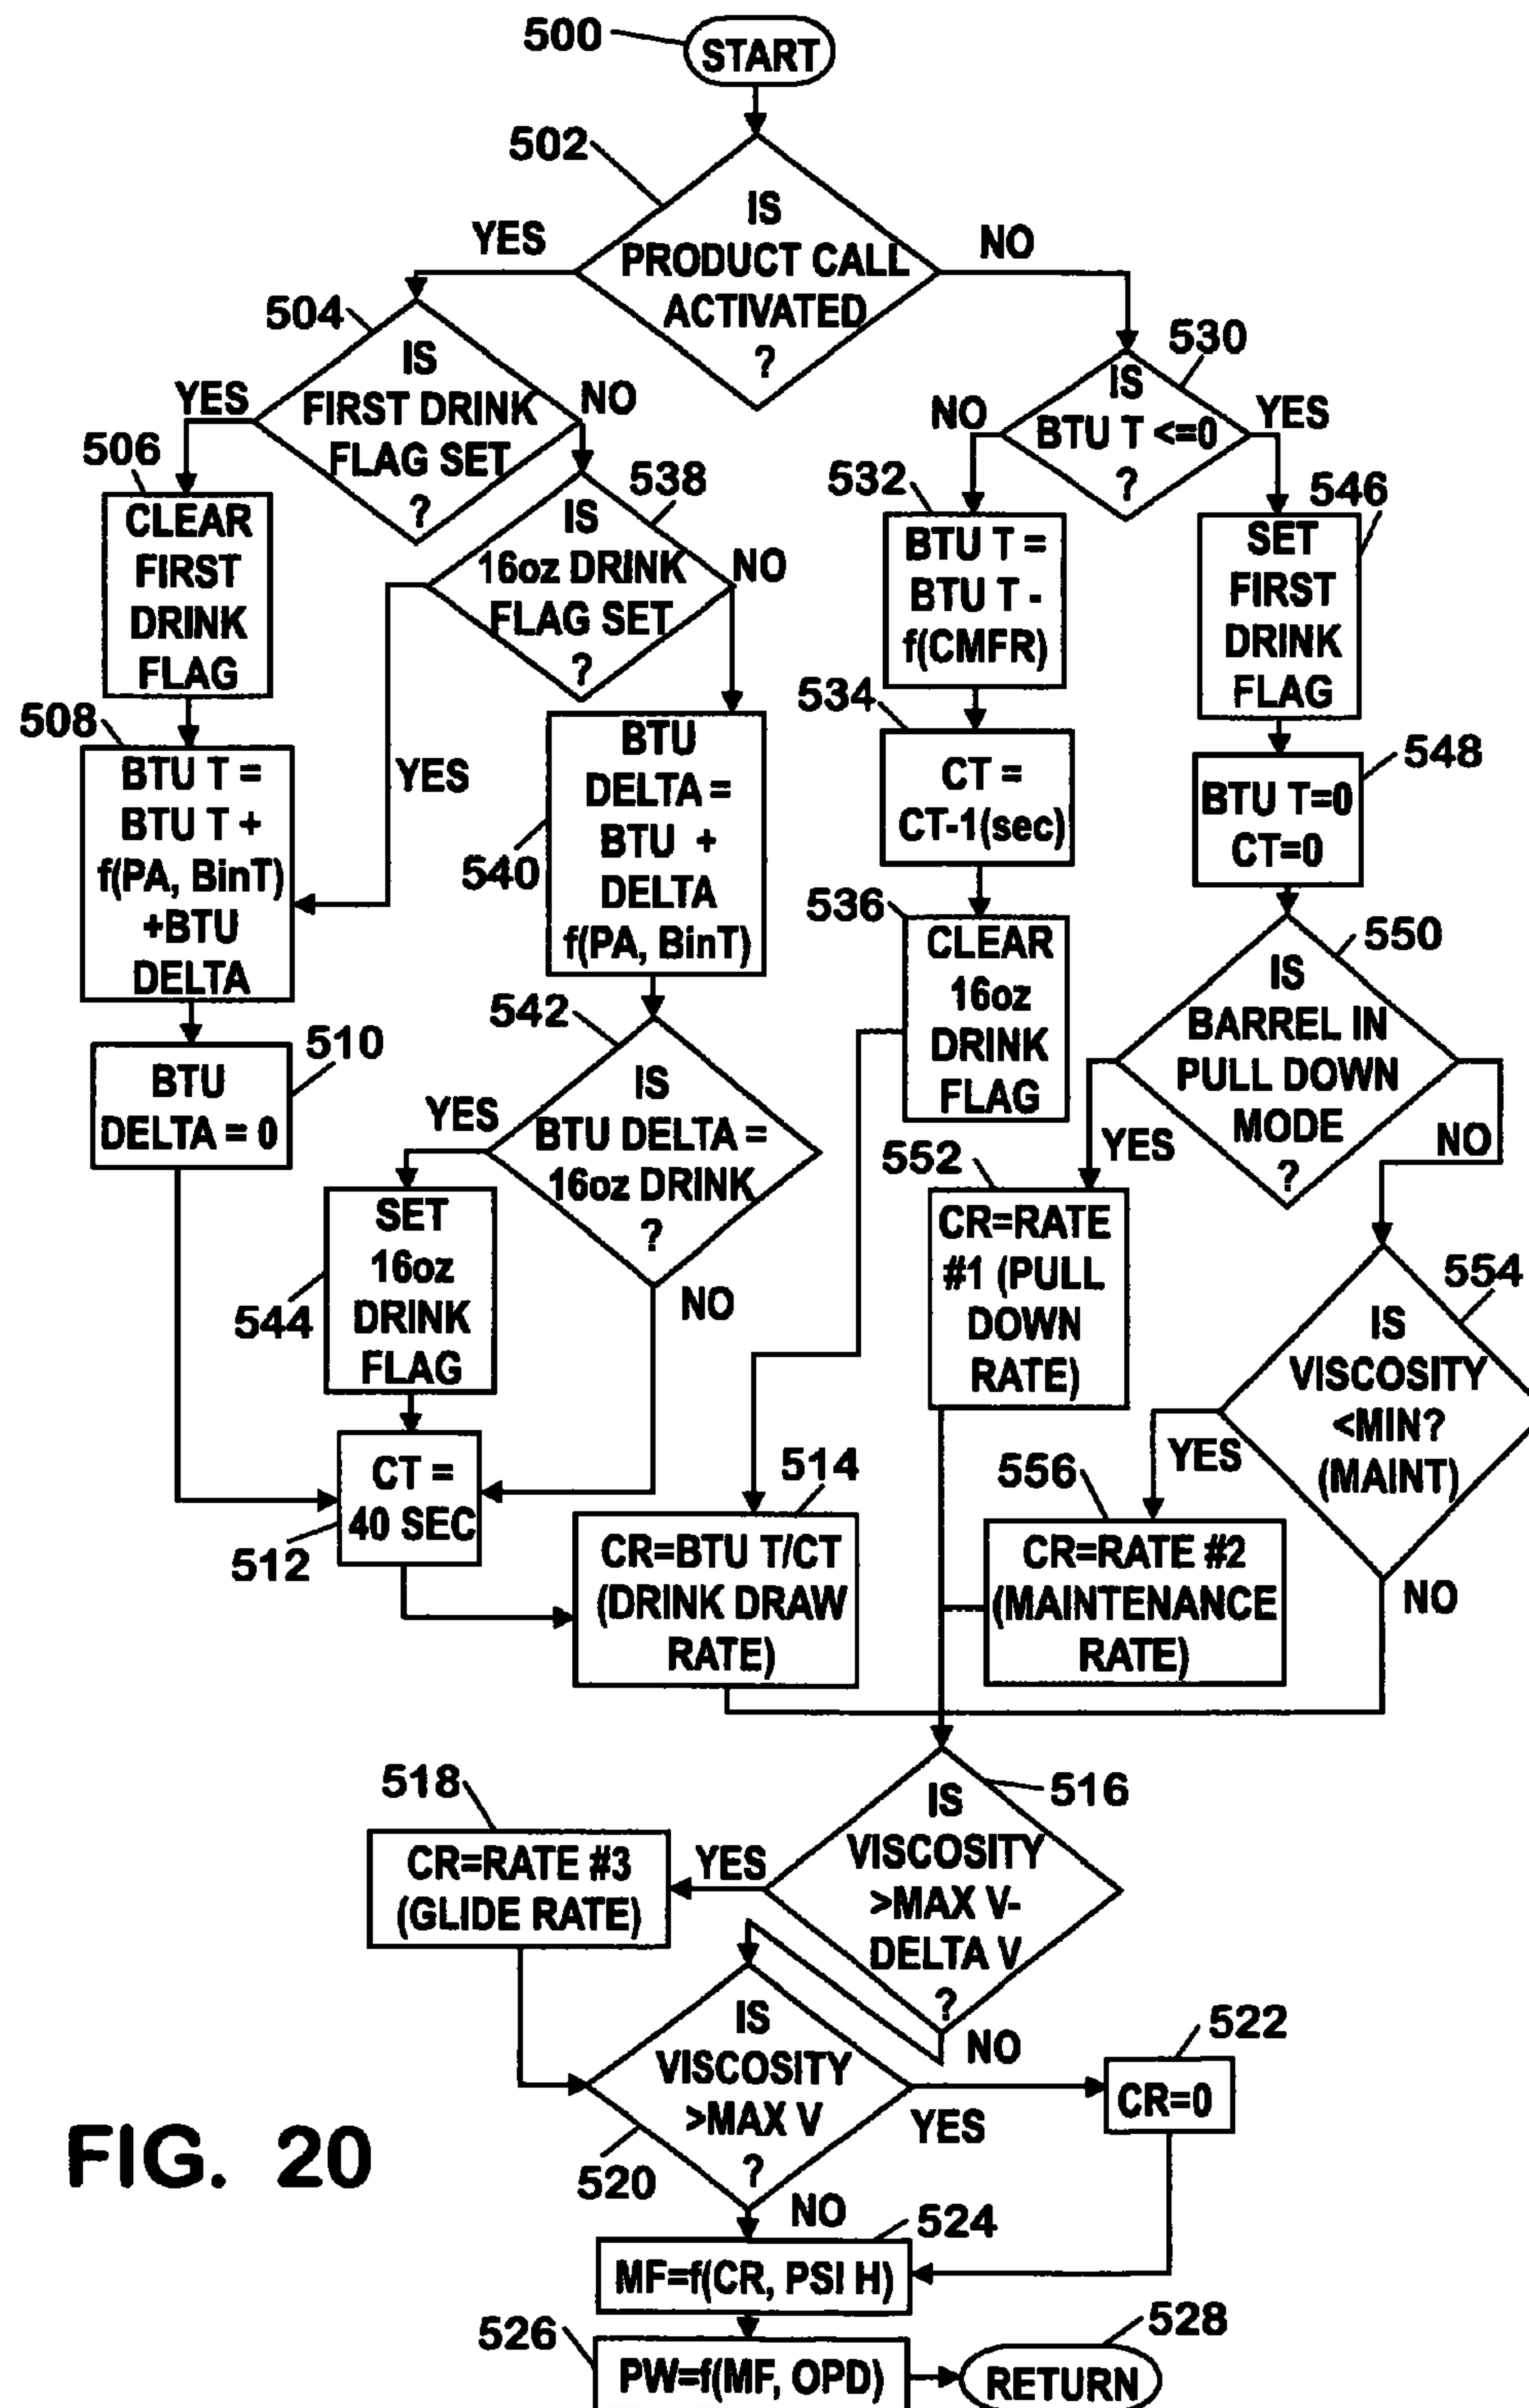 500
START
502
IS
PRODUCT CALL
ACTIVATED
?
YES
NO
504
IS
FIRST DRINK
FLAG SET
?
YES
NO
530
IS
BTU T <=0
?
NO
YES
506
CLEAR
FIRST
DRINK
FLAG
538
IS
16oz DRINK
FLAG SET
?
YES
NO
532
BTU T =
BTU T -
f(CMFR)
546
SET
FIRST
DRINK
FLAG
508
BTU T =
BTU T +
f(PA, BinT)
+BTU
DELTA
540
BTU
DELTA =
BTU +
DELTA
f(PA, BinT)
534
CT =
CT-1(sec)
548
BTU T=0
CT=0
536
CLEAR
16oz
DRINK
FLAG
550
IS
BARREL IN
PULL DOWN
MODE
?
YES
NO
510
BTU
DELTA = 0
542
IS
BTU DELTA =
16oz DRINK
?
YES
NO
544
SET
16oz
DRINK
FLAG
552
CR=RATE
#1 (PULL
DOWN
RATE)
554
IS
VISCOSITY
<MIN?
(MAINT)
YES
NO
512
CT =
40 SEC
514
CR=BTU T/CT
(DRINK DRAW
RATE)
556
CR=RATE #2
(MAINTENANCE
RATE)
516
IS
VISCOSITY
>MAX V-
DELTA V
?
YES
NO
518
CR=RATE #3
(GLIDE RATE)
520
IS
VISCOSITY
>MAX V
?
YES
NO
522
CR=0
524
MF=f(CR, PSI H)
526
PW=f(MF, OPD)
528
RETURN
FIG. 20